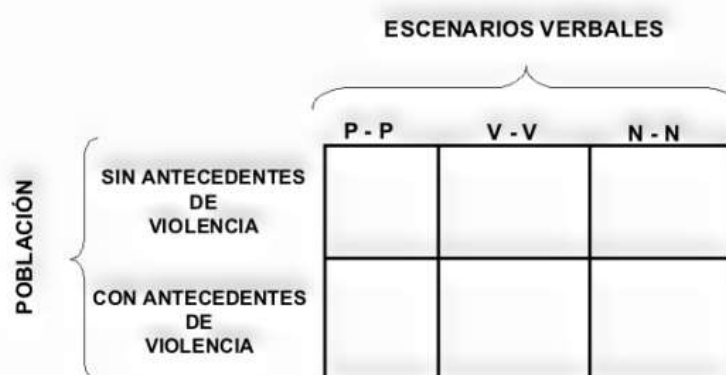 ESCENARIOS VERBALES
P - P V - V N - N
POBLACIÓN
SIN ANTECEDENTES
DE
VIOLENCIA
CON ANTECEDENTES
DE
VIOLENCIA